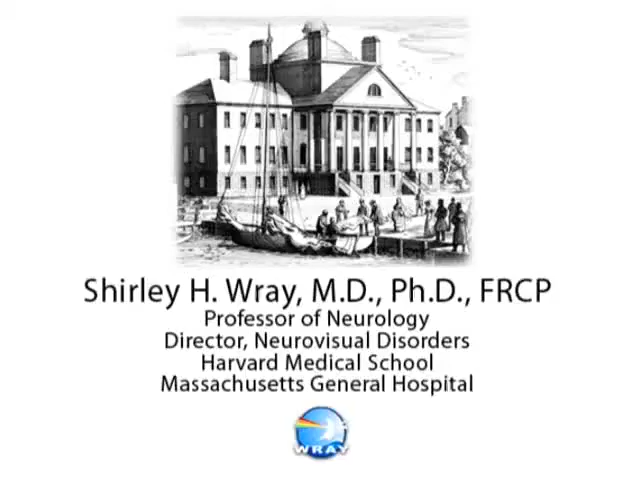 Shirley H. Wray, M.D., Ph.D., FRCP
Professor of Neurology
Director, Neurovisual Disorders
Harvard Medical School
Massachusetts General Hospital
WRAY